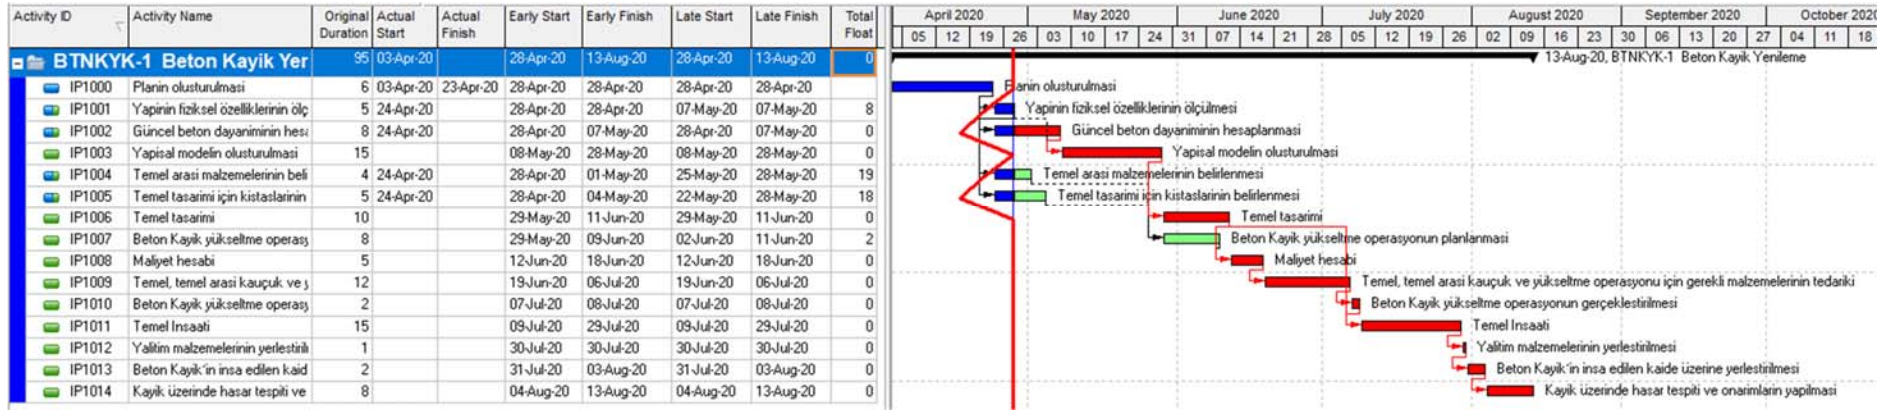 Activity ID Activity Name Original Duration Actual Start Actual Finish Early Start Early Finish Late Start Late Finish Total Float April 2020 May 2020 June 2020 July 2020 August 2020 September 2020 October 2020
05 12 19 26 03 10 17 24 31 07 14 21 28 05 12 19 26 02 09 16 23 30 06 13 20 27 04 11 18
BTNKYK-1 Beton Kayik Yer 95 03-Apr-20 28-Apr-20 13-Aug-20 28-Apr-20 13-Aug-20 0 13-Aug-20, BTNKYK-1 Beton Kayik Yenileme
IP1000 Planin olusturulmasi 6 03-Apr-20 23-Apr-20 28-Apr-20 28-Apr-20 28-Apr-20 28-Apr-20 Planin olusturulmasi
IP1001 Yapinin fiziksel özelliklerinin ölç 5 24-Apr-20 28-Apr-20 28-Apr-20 07-May-20 07-May-20 8 Yapinin fiziksel özelliklerinin ölçülmesi
IP1002 Güncel beton dayaniminin hesa 8 24-Apr-20 28-Apr-20 07-May-20 28-Apr-20 07-May-20 0 Güncel beton dayaniminin hesaplanmasi
IP1003 Yapisal modelin olusturulmasi 15 08-May-20 28-May-20 08-May-20 28-May-20 0 Yapisal modelin olusturulmasi
IP1004 Temel arasi malzemelerinin beli 4 24-Apr-20 28-Apr-20 01-May-20 25-May-20 28-May-20 19 Temel arasi malzemelerinin belirlenmesi
IP1005 Temel tasarimi için kistaslarinin 5 24-Apr-20 28-Apr-20 04-May-20 22-May-20 28-May-20 18 Temel tasarimi için kistaslarinin belirlenmesi
IP1006 Temel tasarimi 10 29-May-20 11-Jun-20 29-May-20 11-Jun-20 0 Temel tasarimi
IP1007 Beton Kayik yükseltme operasy 8 29-May-20 09-Jun-20 02-Jun-20 11-Jun-20 2 Beton Kayik yükseltme operasyonun planlanmasi
IP1008 Maliyet hesabi 5 12-Jun-20 18-Jun-20 12-Jun-20 18-Jun-20 0 Maliyet hesabi
IP1009 Temel, temel arasi kauçuk ve y 12 19-Jun-20 06-Jul-20 19-Jun-20 06-Jul-20 0 Temel, temel arasi kauçuk ve yükseltme operasyonu için gerekli malzemelerinin tedariki
IP1010 Beton Kayik yükseltme operasy 2 07-Jul-20 08-Jul-20 07-Jul-20 08-Jul-20 0 Beton Kayik yükseltme operasyonun gerçeklestirilmesi
IP1011 Temel Insaati 15 09-Jul-20 29-Jul-20 09-Jul-20 29-Jul-20 0 Temel Insaati
IP1012 Yalitim malzemelerinin yerlestirili 1 30-Jul-20 30-Jul-20 30-Jul-20 30-Jul-20 0 Yalitim malzemelerinin yerlestirilmesi
IP1013 Beton Kayik'in insa edilen kaid 2 31-Jul-20 03-Aug-20 31-Jul-20 03-Aug-20 0 Beton Kayik'in insa edilen kaide üzerine yerlestirilmesi
IP1014 Kayik üzerinde hasar tespiti ve 8 04-Aug-20 13-Aug-20 04-Aug-20 13-Aug-20 0 Kayik üzerinde hasar tespiti ve onarimlarin yapilmasi